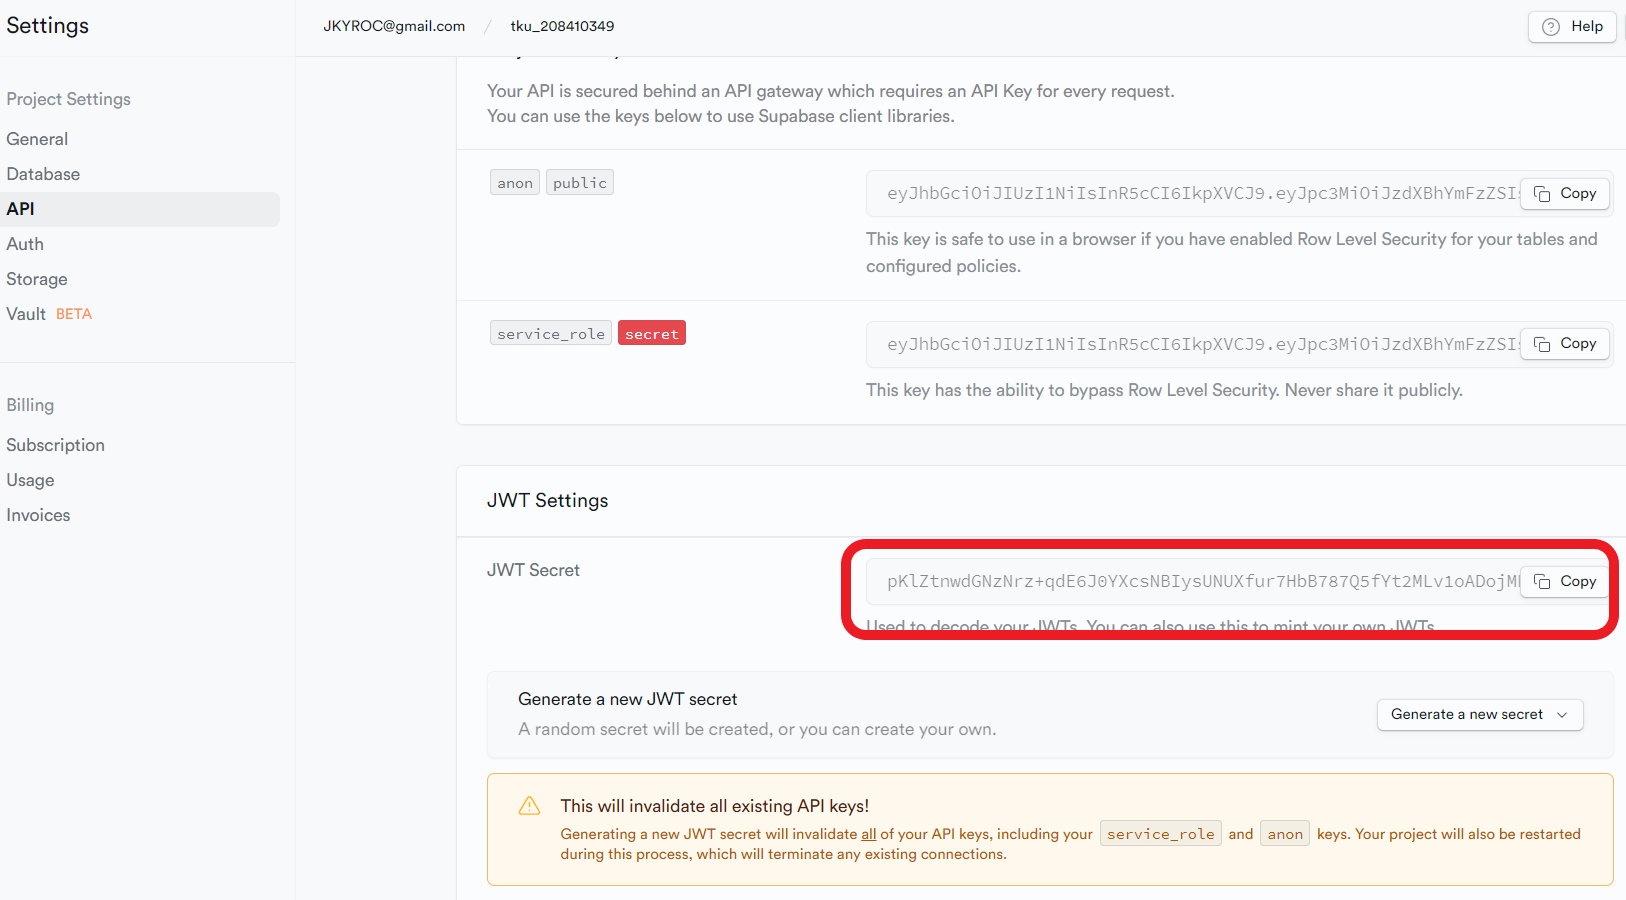 Settings
JKYROC@gmail.com / tku_208410349
Help
Project Settings
General
Database
API
Auth
Storage
Vault BETA
Billing
Subscription
Usage
Invoices
Your API is secured behind an API gateway which requires an API Key for every request.
You can use the keys below to use Supabase client libraries.
anon public
eyJhbGciOiJIUzI1NiIsInR5cCI6IkpXVCJ9.eyJpc3MiOiJzdXBhYmFzZSI
Copy
This key is safe to use in a browser if you have enabled Row Level Security for your tables and
configured policies.
service_role secret
eyJhbGciOiJIUzI1NiIsInR5cCI6IkpXVCJ9.eyJpc3MiOiJzdXBhYmFzZSI
Copy
This key has the ability to bypass Row Level Security. Never share it publicly.
JWT Settings
JWT Secret
pKlZtnwdGNzNrz+qdE6J0YXcsNBIysUNUXfur7HbB787Q5fYt2MLv1oADojM
Copy
Used to decode your JWTs. You can also use this to mint your own JWTs.
Generate a new JWT secret
A random secret will be created, or you can create your own.
Generate a new secret
This will invalidate all existing API keys!
Generating a new JWT secret will invalidate all of your API keys, including your service_role and anon keys. Your project will also be restarted
during this process, which will terminate any existing connections.